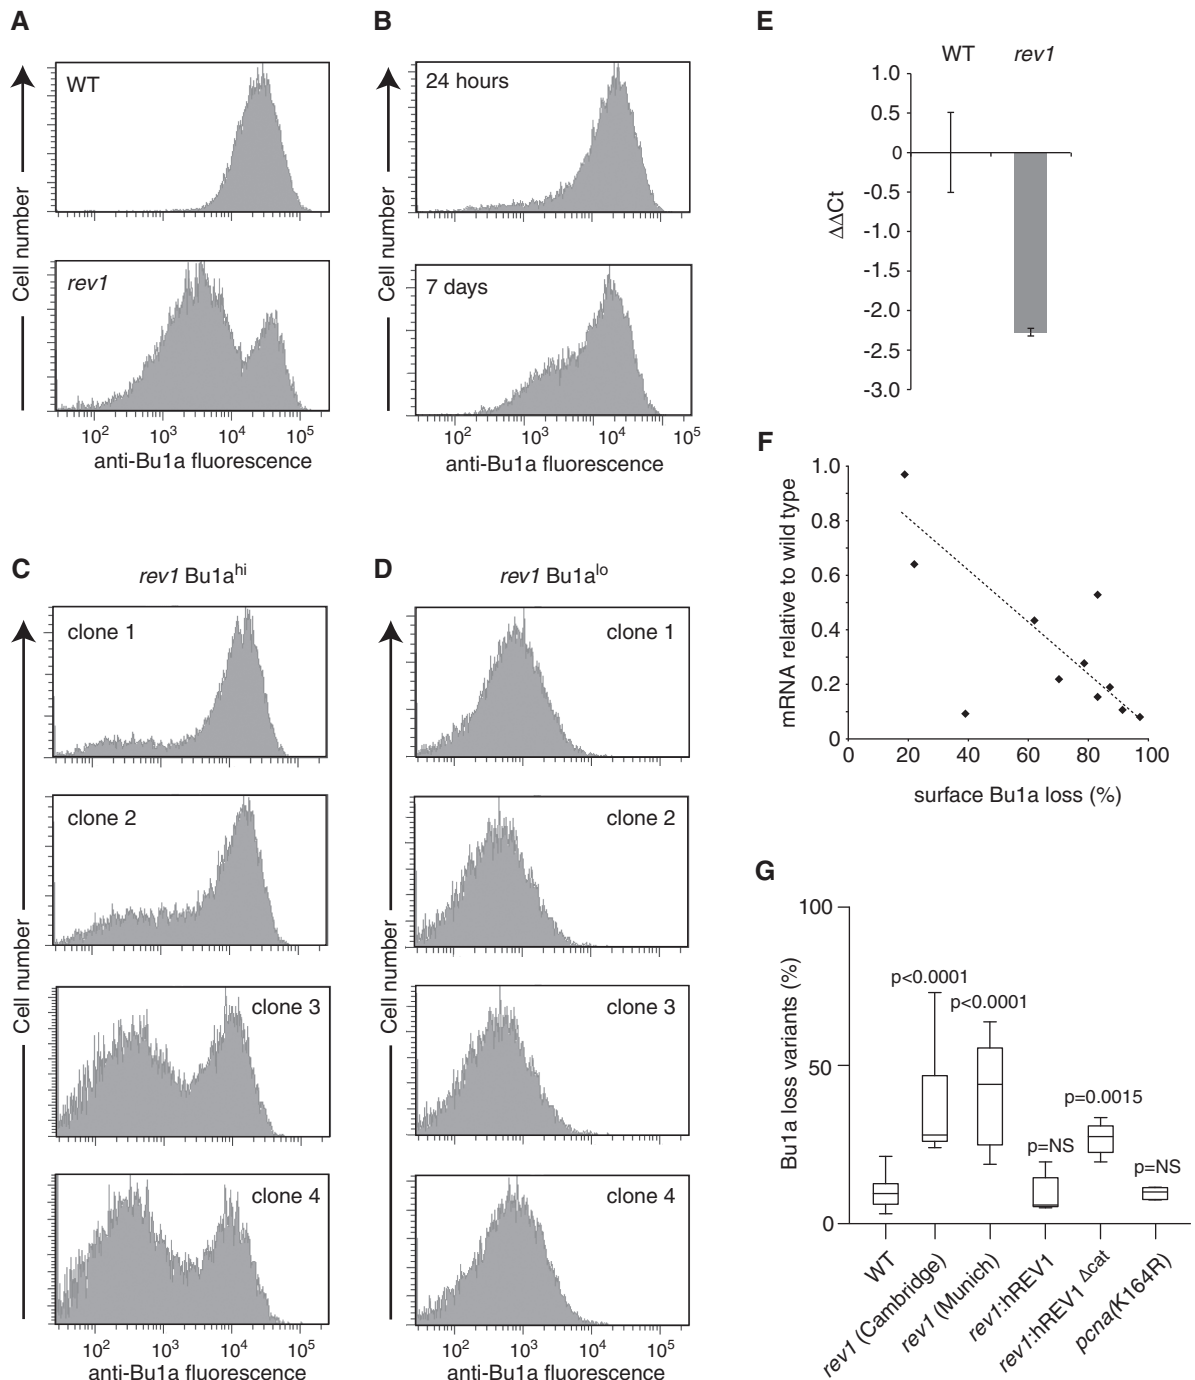 A
WT
rev1
Cell number
Cell number
10² 10³ 10⁴ 10⁵
anti-Bu1a fluorescence
B
24 hours
7 days
Cell number
Cell number
10² 10³ 10⁴ 10⁵
anti-Bu1a fluorescence
E
WT rev1
1.0
0.5
0
-0.5
-1.0
-1.5
-2.0
-2.5
-3.0
ΔΔCt
C
rev1 Bu1aʰⁱ
clone 1
clone 2
clone 3
clone 4
Cell number
10² 10³ 10⁴ 10⁵
anti-Bu1a fluorescence
D
rev1 Bu1aˡᵒ
clone 1
clone 2
clone 3
clone 4
Cell number
10² 10³ 10⁴ 10⁵
anti-Bu1a fluorescence
F
mRNA relative to wild type
1.0
0.8
0.6
0.4
0.2
0
0 20 40 60 80 100
surface Bu1a loss (%)
G
Bu1a loss variants (%)
100
50
0
p<0.0001
p<0.0001
p=NS
p=0.0015
p=NS
WT
rev1 (Cambridge)
rev1 (Munich)
rev1:hREV1
rev1:hREV1 Δcat
pcna(K164R)